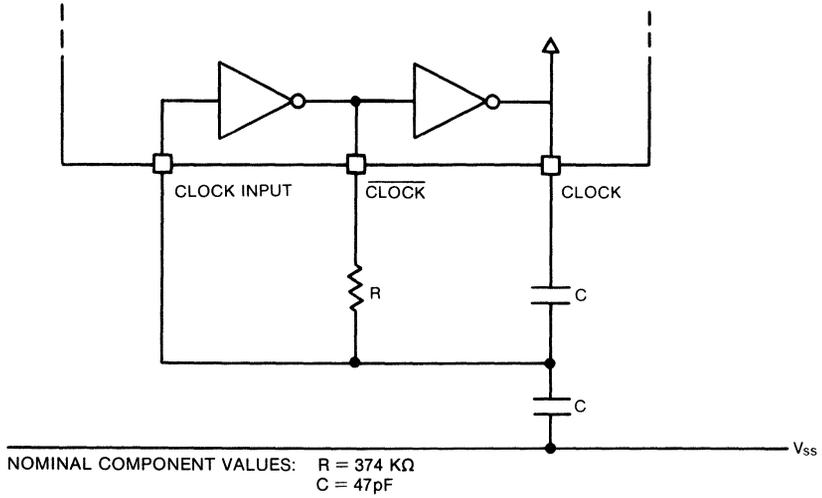 CLOCK INPUT
CLOCK
CLOCK
R
C
C
VSS
NOMINAL COMPONENT VALUES: R = 374 KΩ
C = 47pF